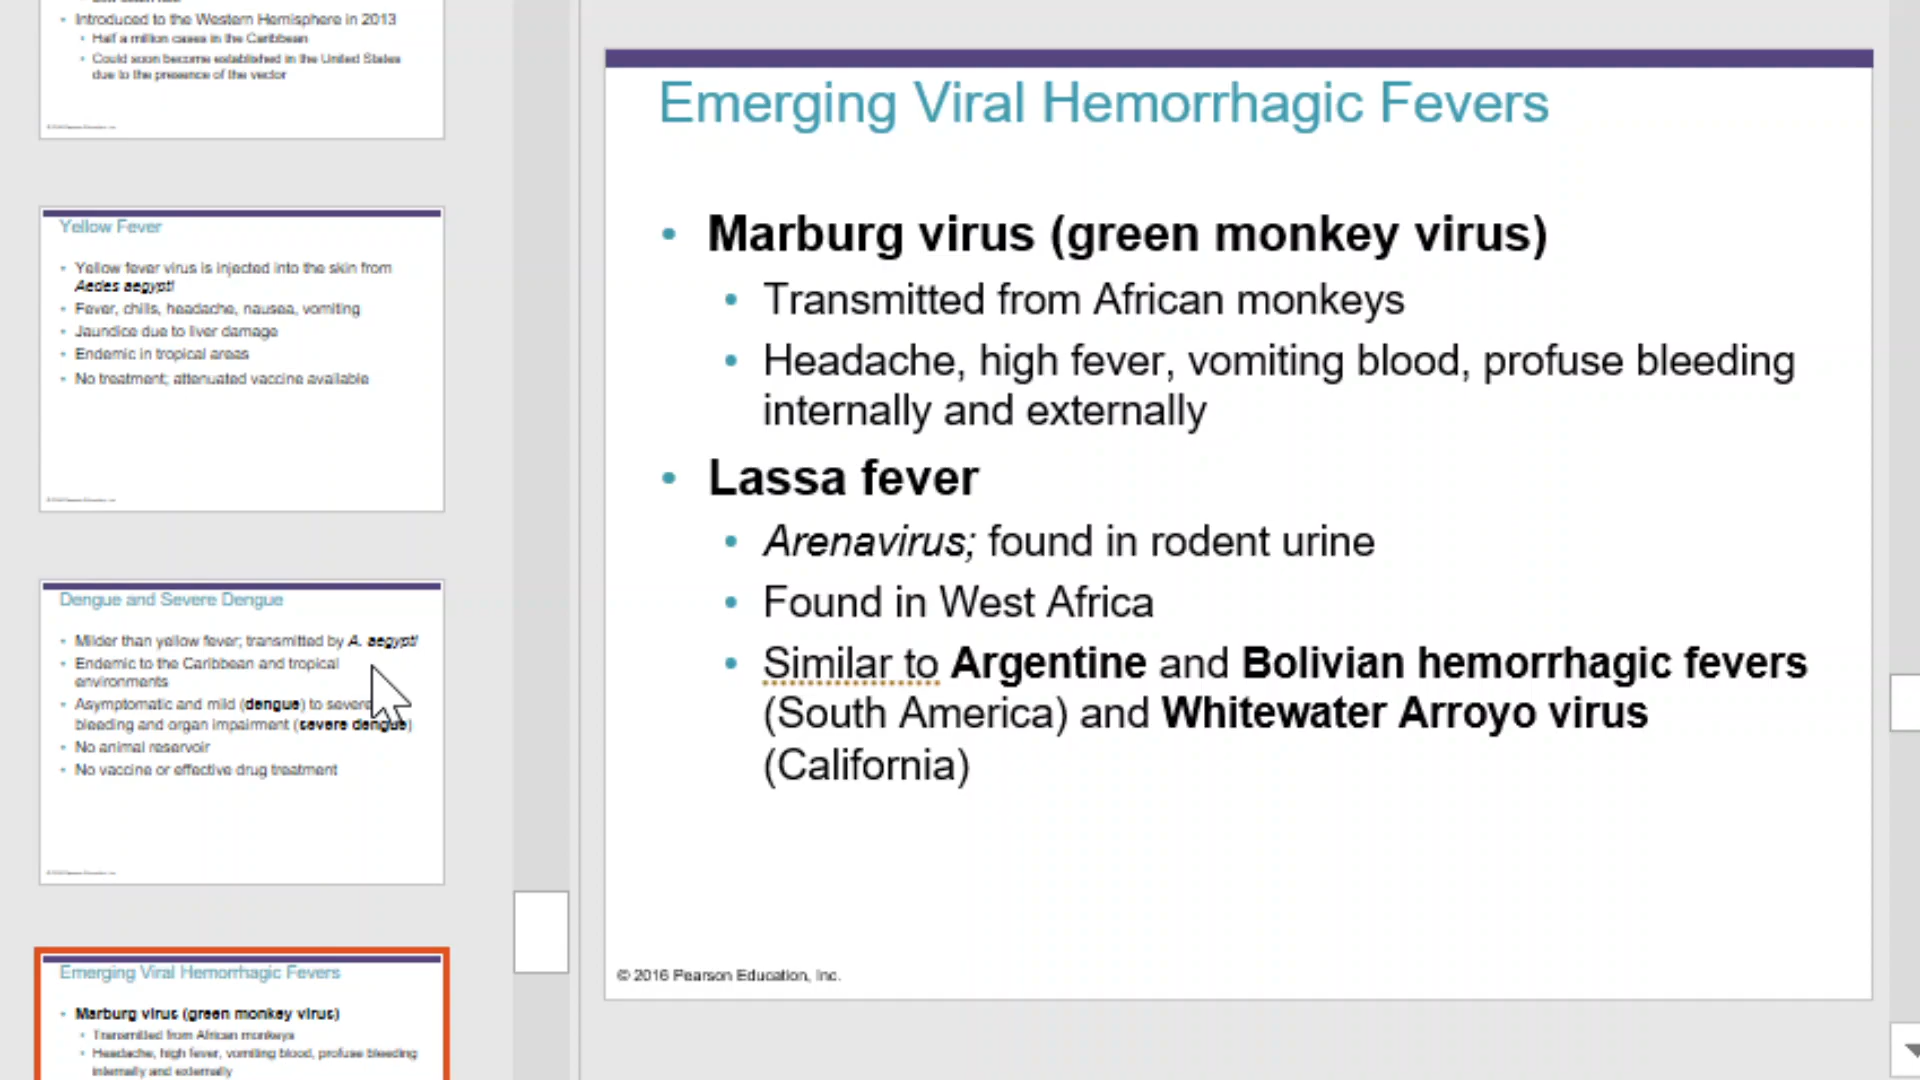 Introduced to the Western Hemisphere in 2013
Half a million cases in the Caribbean
Could soon become established in the United States
due to the presence of the vector
Yellow Fever
Yellow fever virus is injected into the skin from
Aedes aegypti
Fever, chills, headache, nausea, vomiting
Jaundice due to liver damage
Endemic in tropical areas
No treatment; attenuated vaccine available
Dengue and Severe Dengue
Milder than yellow fever; transmitted by A. aegypti
Endemic to the Caribbean and tropical
environments
Asymptomatic and mild (dengue) to severe
bleeding and organ impairment (severe dengue)
No animal reservoir
No vaccine or effective drug treatment
Emerging Viral Hemorrhagic Fevers
Marburg virus (green monkey virus)
Transmitted from African monkeys
Headache, high fever, vomiting blood, profuse bleeding
internally and externally
Emerging Viral Hemorrhagic Fevers
• Marburg virus (green monkey virus)
• Transmitted from African monkeys
• Headache, high fever, vomiting blood, profuse bleeding
internally and externally
• Lassa fever
• Arenavirus; found in rodent urine
• Found in West Africa
• Similar to Argentine and Bolivian hemorrhagic fevers
(South America) and Whitewater Arroyo virus
(California)
© 2016 Pearson Education, Inc.